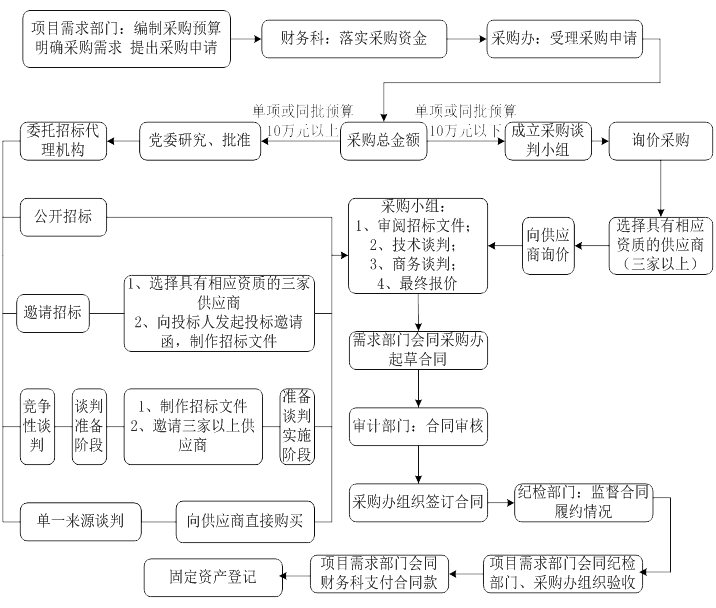 项目需求部门：编制采购预算
明确采购需求 提出采购申请
财务科：落实采购资金
采购办：受理采购申请
单项或同批预算
10万元以上
单项或同批预算
10万元以下
委托招标代
理机构
党委研究、批准
采购总金额
成立采购谈
判小组
询价采购
公开招标
采购小组：
1、审阅招标文件；
2、技术谈判；
3、商务谈判；
4、最终报价
向供应
商询价
选择具有相应
资质的供应商
（三家以上）
邀请招标
1、选择具有相应资质的三家
供应商
2、向投标人发起投标邀请
函，制作招标文件
需求部门会同采购办
起草合同
竞争
性谈
判
谈判
准备
阶段
1、制作招标文件
2、邀请三家以上供
应商
准备
谈判
实施
阶段
审计部门：合同审核
单一来源谈判
向供应商直接购买
采购办组织签订合同
纪检部门：监督合同
履约情况
固定资产登记
项目需求部门会同
财务科支付合同款
项目需求部门会同纪检
部门、采购办组织验收